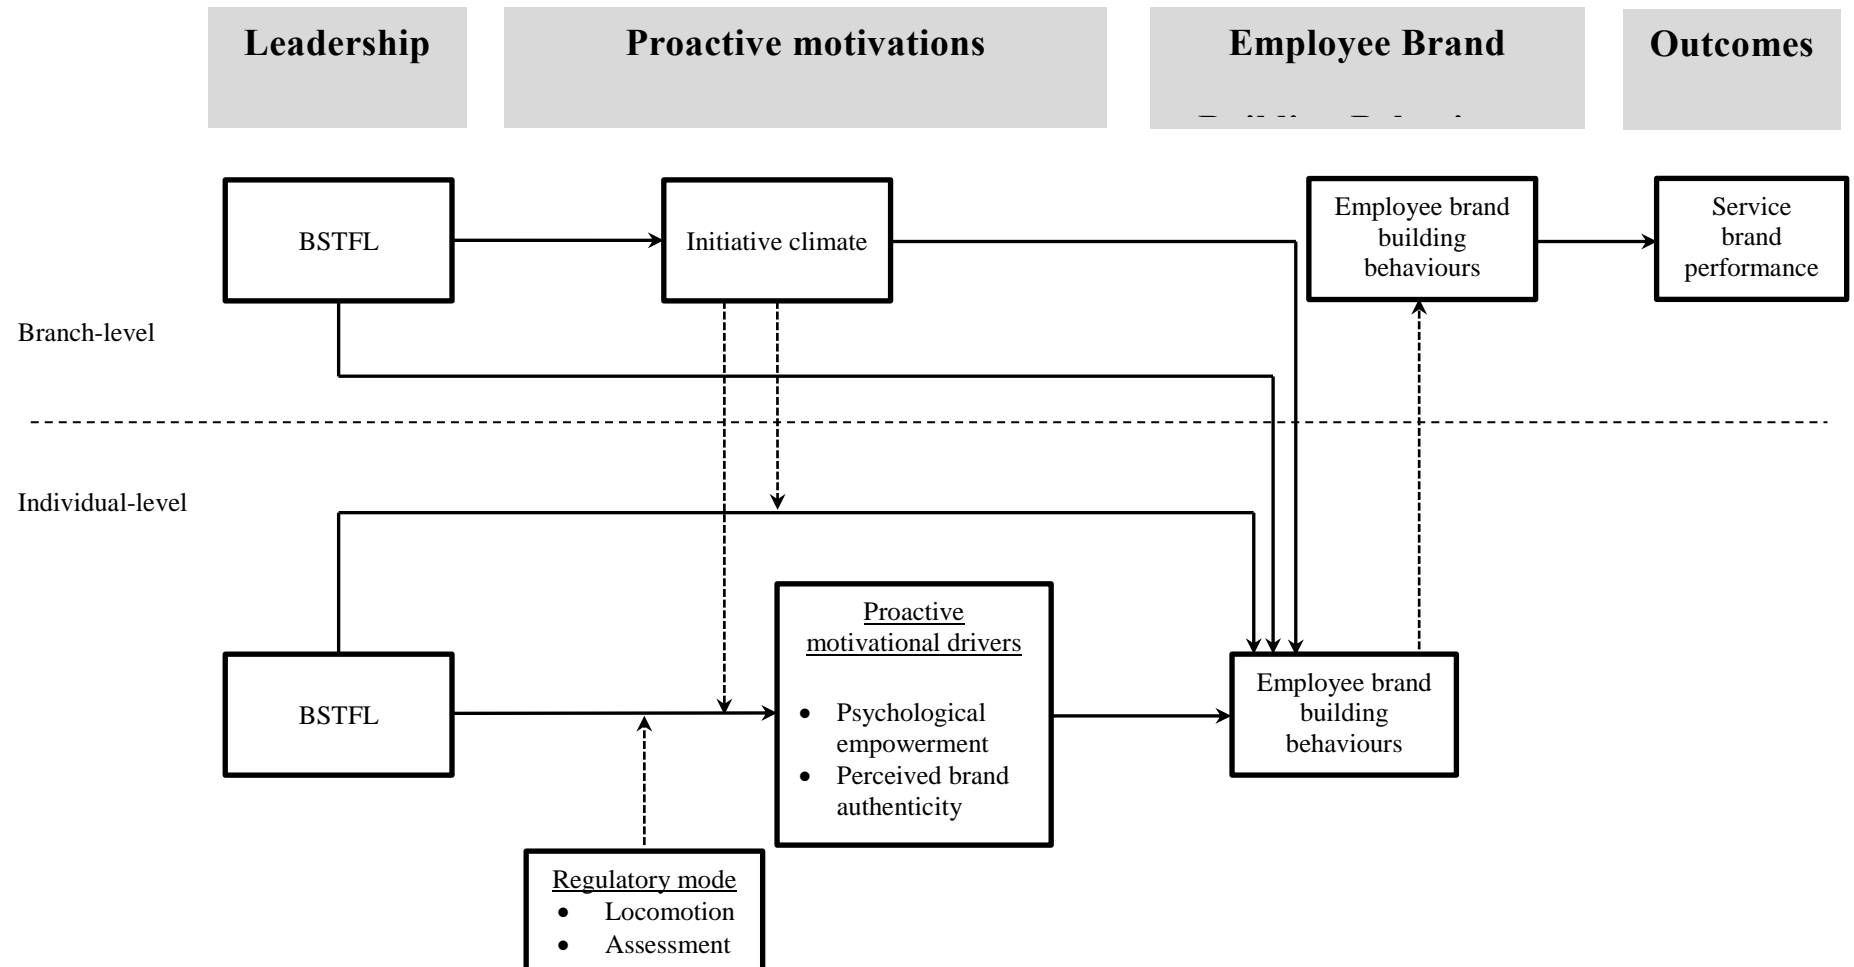 Leadership
Proactive motivations
Employee Brand
Outcomes
BSTFL
Initiative climate
Employee brand
building
behaviours
Service
brand
performance
Branch-level
Individual-level
BSTFL
Proactive
motivational drivers
• Psychological
empowerment
• Perceived brand
authenticity
Employee brand
building
behaviours
Regulatory mode
• Locomotion
• Assessment